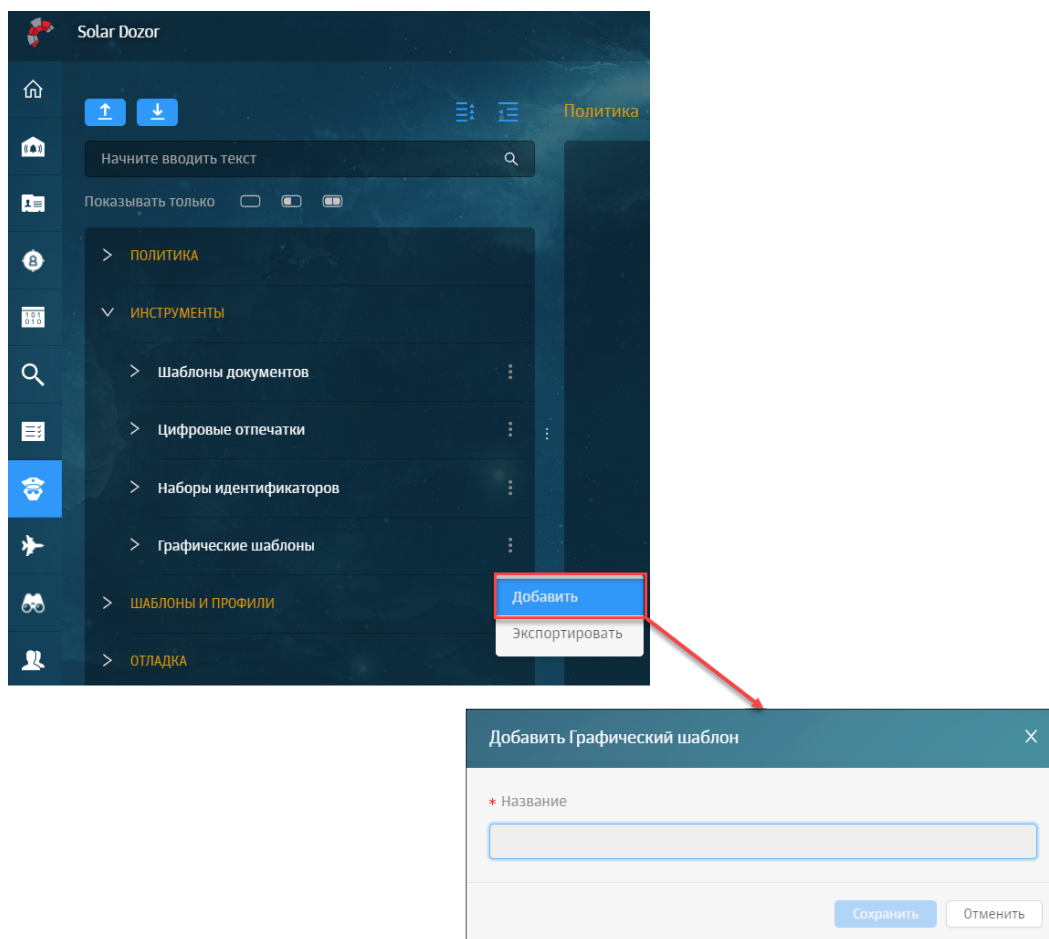 Solar Dozor
Политика
Начните вводить текст
Показывать только
ПОЛИТИКА
ИНСТРУМЕНТЫ
Шаблоны документов
Цифровые отпечатки
Наборы идентификаторов
Графические шаблоны
Добавить
ШАБЛОНЫ И ПРОФИЛИ
Экспортировать
ОТЛАДКА
Добавить Графический шаблон
* Название
Сохранить Отменить